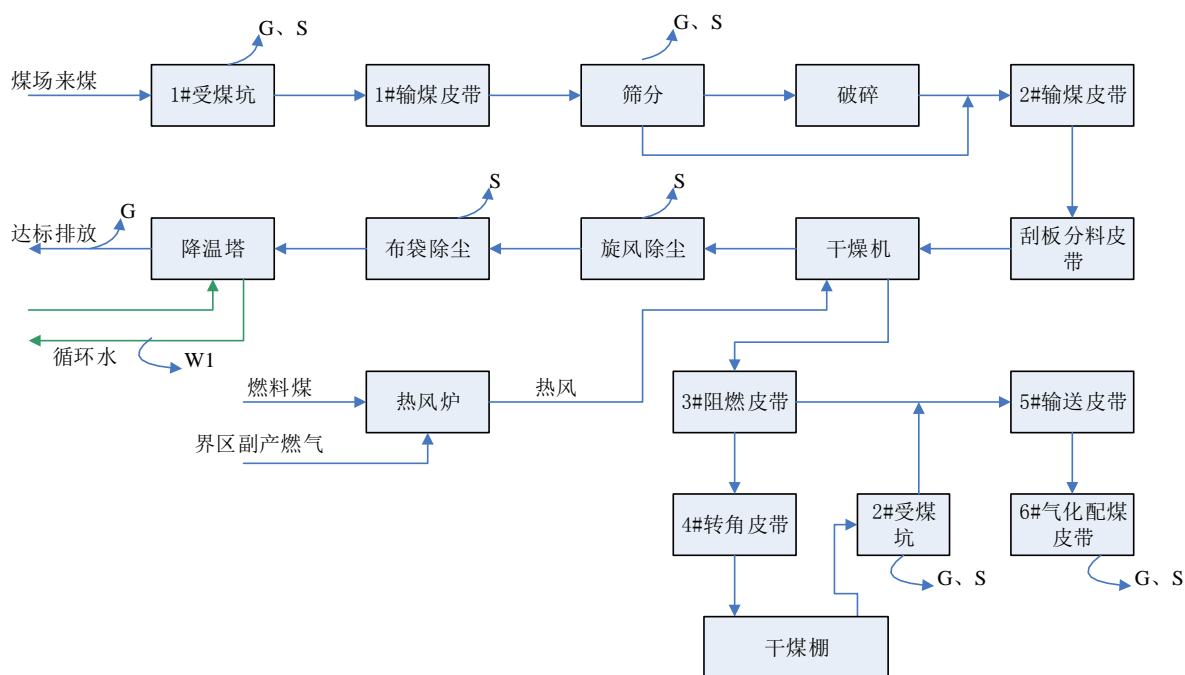 G、S
G、S
煤场来煤
1#受煤坑
1#输煤皮带
筛分
破碎
2#输煤皮带
G
S
S
达标排放
降温塔
布袋除尘
旋风除尘
干燥机
刮板分料皮
带
循环水
W1
燃料煤
热风炉
热风
3#阻燃皮带
5#输送皮带
界区副产燃气
4#转角皮带
2#受煤
坑
6#气化配煤
皮带
G、S
G、S
干煤棚